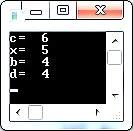 c= 6
x= 5
b= 4
d= 4